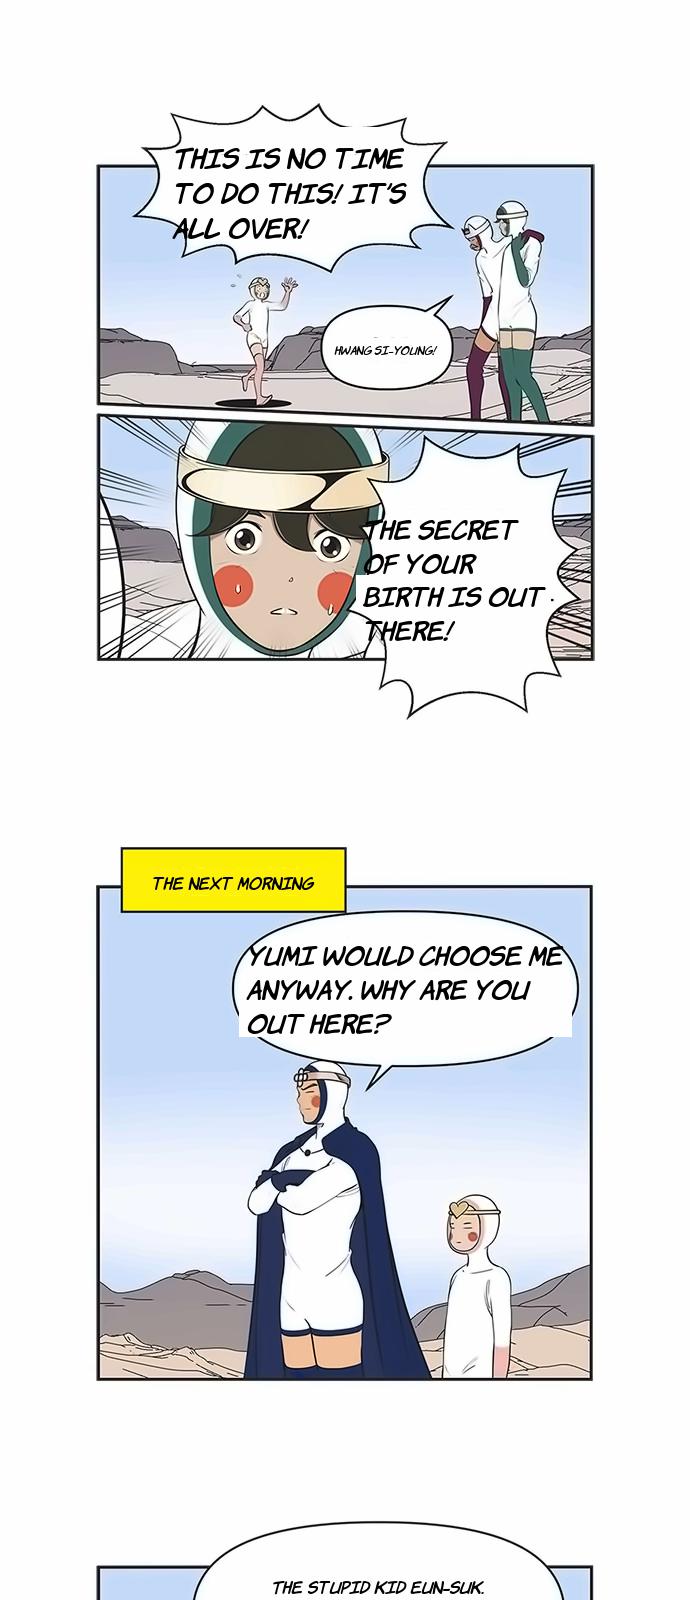 THIS IS NO TIME
TO DO THIS! IT'S
ALL OVER!
HWANG SI-YOUNG!
THE SECRET
OF YOUR
BIRTH IS OUT
THERE!
THE NEXT MORNING
YUMI WOULD CHOOSE ME
ANYWAY. WHY ARE YOU
OUT HERE?
THE STUPID KID EUN-SUK.